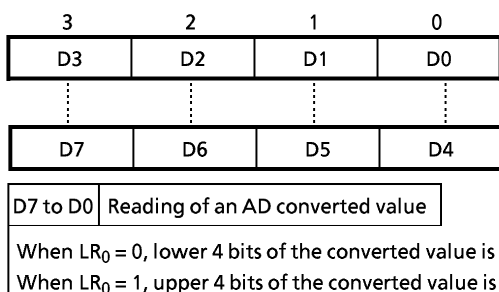 3 2 1 0
D3 D2 D1 D0
D7 D6 D5 D4
D7 to D0 Reading of an AD converted value
When LR0 = 0, lower 4 bits of the converted value is
When LR0 = 1, upper 4 bits of the converted value is